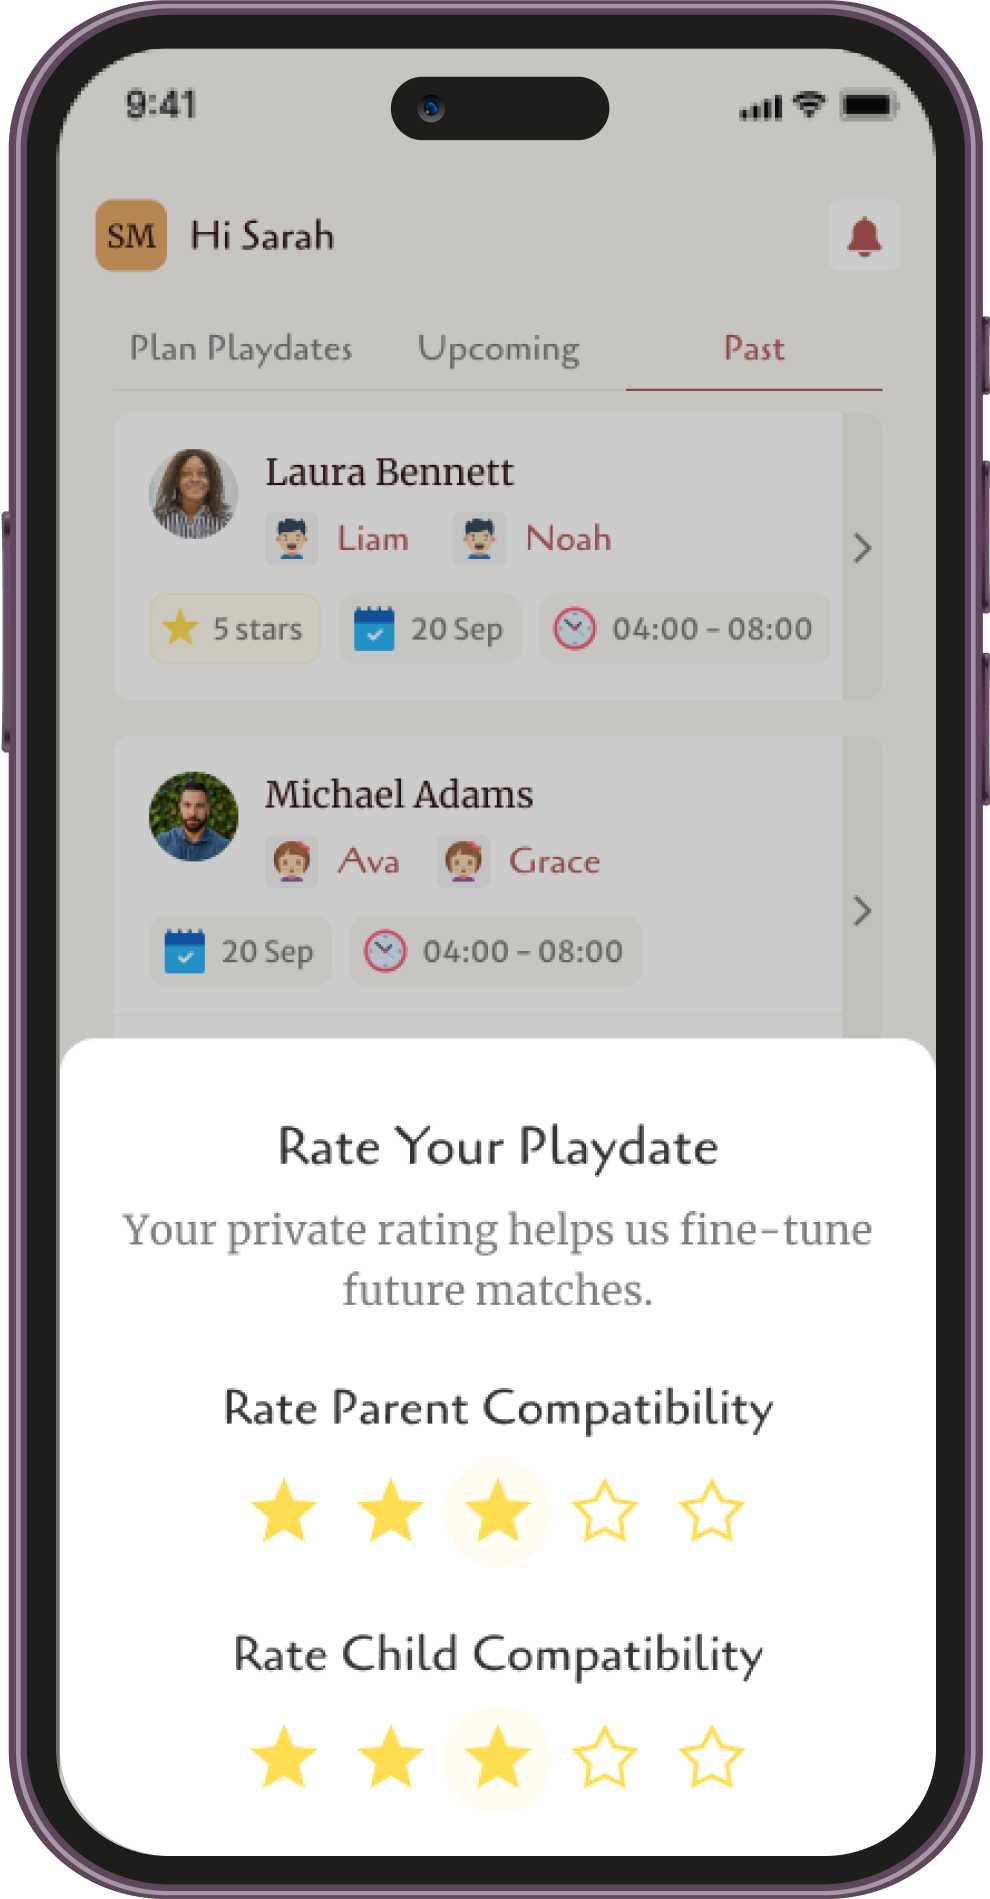 9:41
SM Hi Sarah
Plan Playdates Upcoming Past
Laura Bennett
Liam Noah
5 stars 20 Sep 04:00 - 08:00
Michael Adams
Ava Grace
20 Sep 04:00 - 08:00
Rate Your Playdate
Your private rating helps us fine-tune
future matches.
Rate Parent Compatibility
Rate Child Compatibility